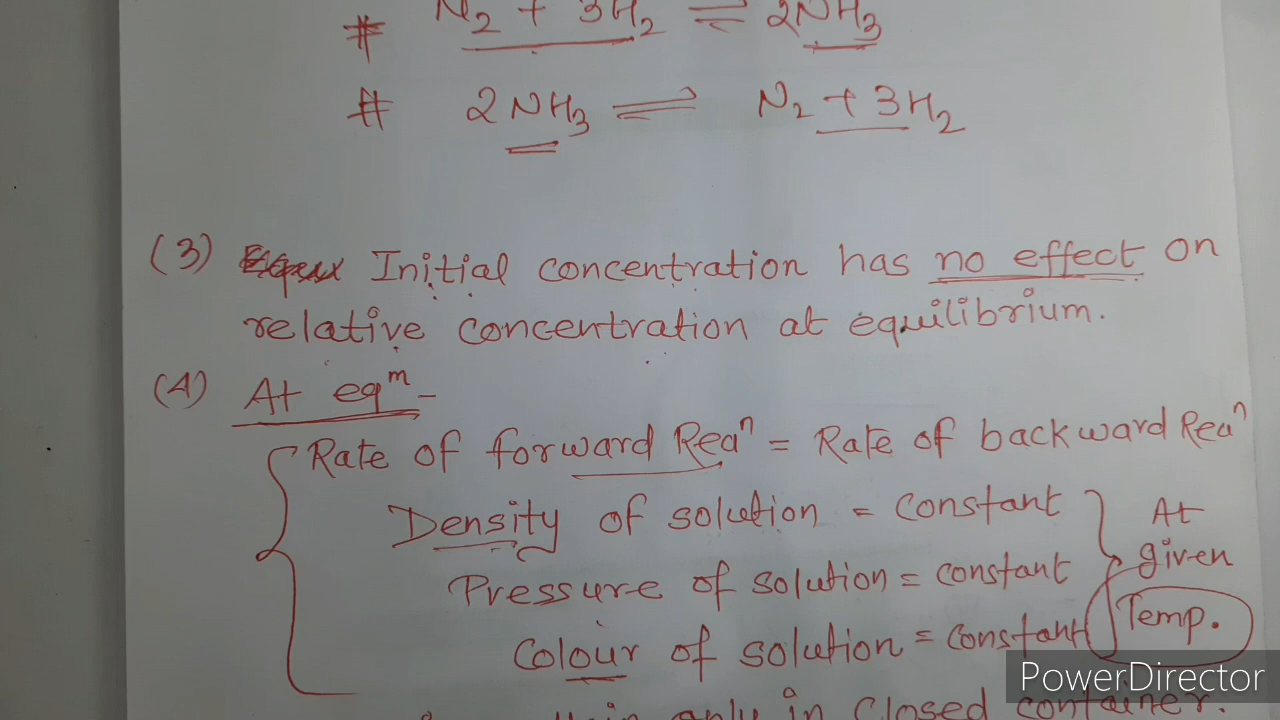 # N2 + 3H2 ⇌ 2NH3
# 2NH3 ⇌ N2 + 3H2
(3) Initial concentration has no effect on
relative concentration at equilibrium.
(4) At eqᵐ -
Rate of forward Reaⁿ = Rate of backward Reaⁿ
Density of solution = constant
Pressure of solution = constant
Colour of solution = constant
At
given
Temp.
only in closed container.
PowerDirector